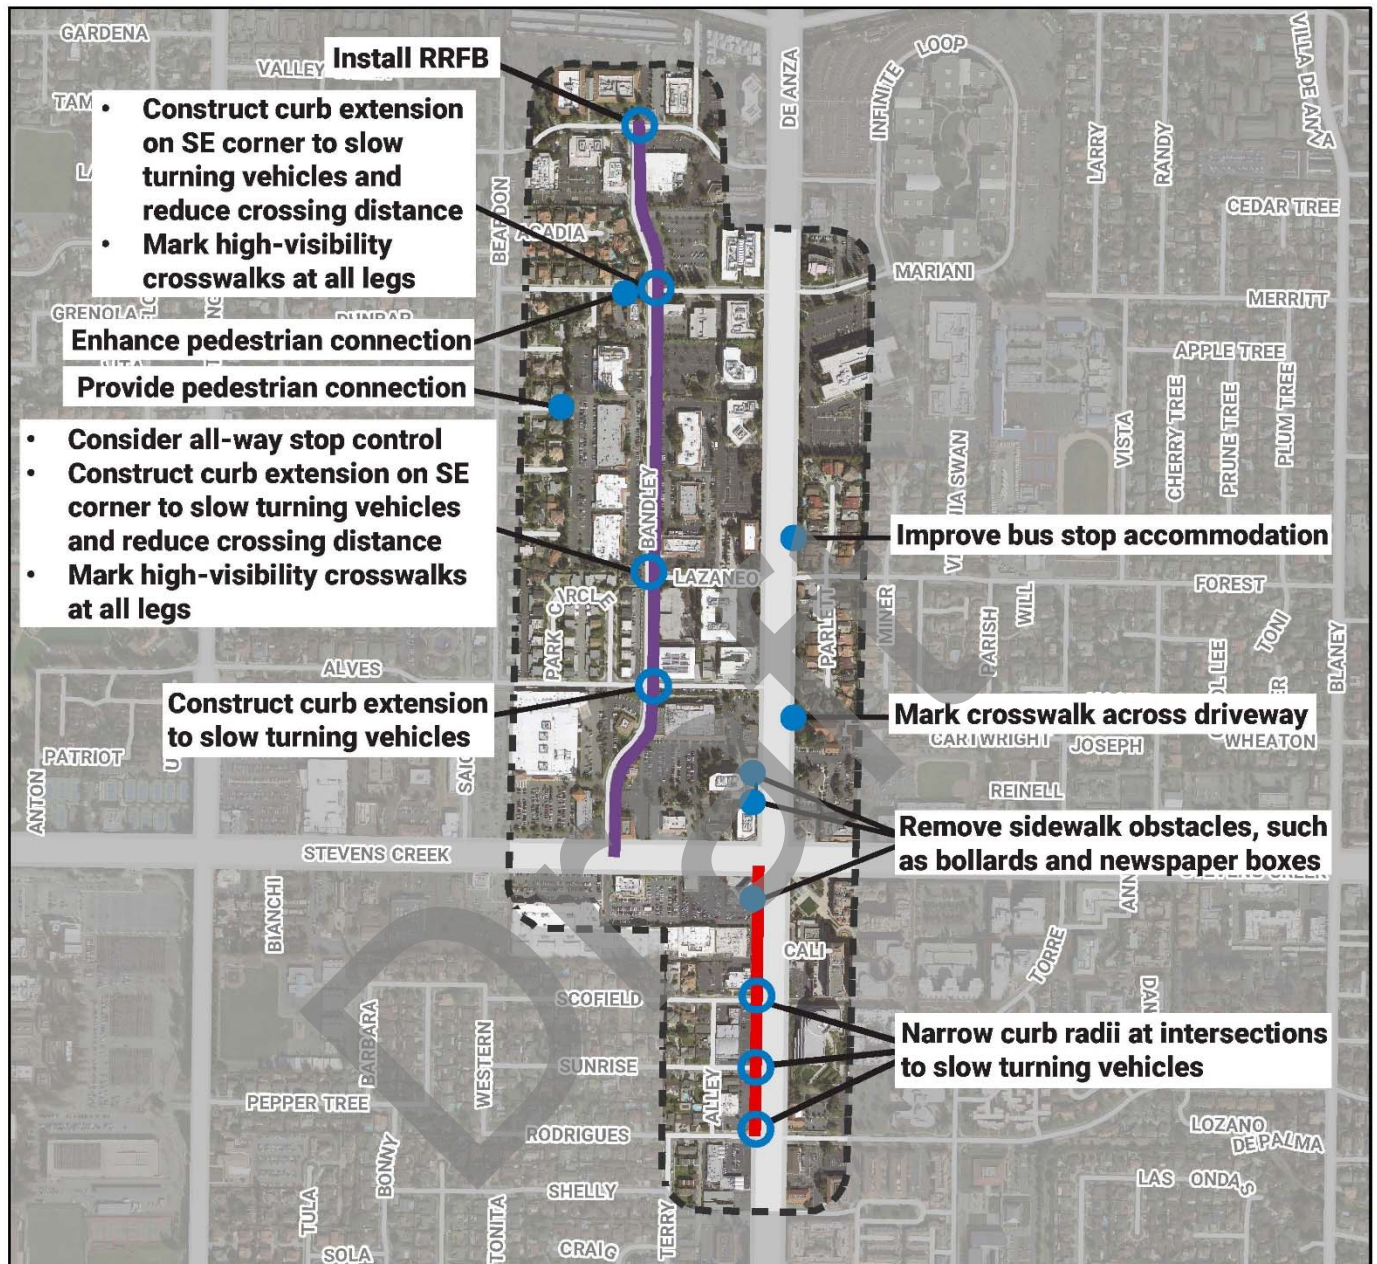 GARDENA
Install RRFB
DE ANZA
INFINITE
LOOP
VILLA DE ANZA
VALLEY
• Construct curb extension
on SE corner to slow
turning vehicles and
reduce crossing distance
• Mark high-visibility
crosswalks at all legs
LARRY
RANDY
CEDAR TREE
BEARDON
ACADIA
MARIANI
MERRITT
GRENOLA
DUNBAR
Enhance pedestrian connection
APPLE TREE
Provide pedestrian connection
CHERRY TREE
PRUNE TREE
PLUM TREE
VISTA
• Consider all-way stop control
• Construct curb extension on SE
corner to slow turning vehicles
and reduce crossing distance
• Mark high-visibility crosswalks
at all legs
BANDLEY
Improve bus stop accommodation
LAZANEO
FOREST
PARK CIRCLE
MINER
PARISH
WILL
TONI
BLANEY
PARLETT
ALVES
Construct curb extension
to slow turning vehicles
Mark crosswalk across driveway
CARTWRIGHT
JOSEPH
WHEATON
PATRIOT
ANTON
REINELL
Remove sidewalk obstacles, such
as bollards and newspaper boxes
STEVENS CREEK
BIANCHI
CALI
TORRE
SCOFIELD
Narrow curb radii at intersections
to slow turning vehicles
BARBARA
WESTERN
SUNRISE
ALLEY
PEPPER TREE
RODRIGUES
LOZANO
DE PALMA
BONNY
SHELLY
LAS ONDAS
TULA
TONITA
TERRY
SOLA
CRAIG
Draft